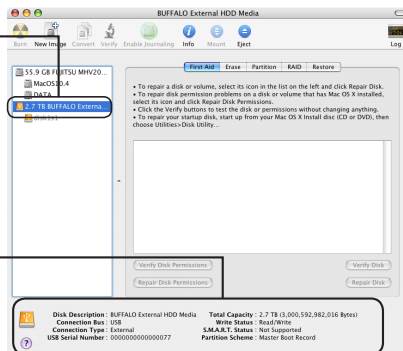 BUFFALO External HDD Media
Burn New Image Convert Verify Enable Journaling Info Mount Eject Log
First Aid Erase Partition RAID Restore
55.9 GB FUJITSU MHV20...
MacOS10.4
DATA
2.7 TB BUFFALO Externa...
disk1s1
• To repair a disk or volume, select its icon in the list on the left and click Repair Disk.
• To repair disk permission problems on a disk or volume that has Mac OS X installed,
select its icon and click Repair Disk Permissions.
• Click the Verify buttons to test the disk or permissions without changing anything.
• To repair your startup disk, start up from your Mac OS X Install disc (CD or DVD), then
choose Utilities>Disk Utility...
Verify Disk Permissions Verify Disk
Repair Disk Permissions Repair Disk
Disk Description : BUFFALO External HDD Media Total Capacity : 2.7 TB (3,000,592,982,016 Bytes)
Connection Bus : USB Write Status : Read/Write
Connection Type : External S.M.A.R.T. Status : Not Supported
USB Serial Number : 0000000000000077 Partition Scheme : Master Boot Record
?